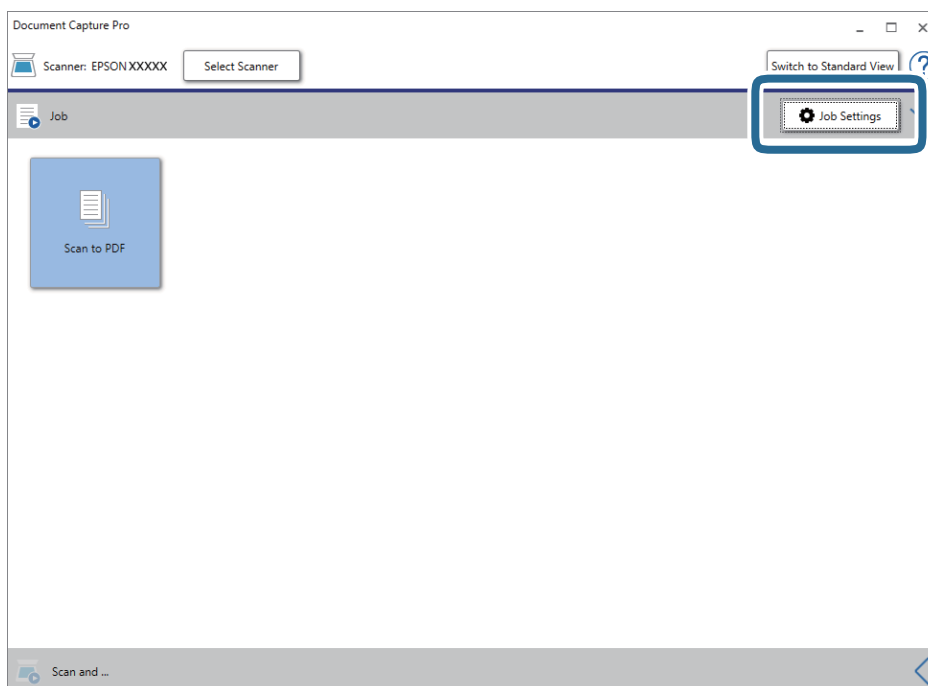 Document Capture Pro
Scanner: EPSON XXXXX Select Scanner Switch to Standard View ?
Job Job Settings
Scan to PDF
Scan and ...